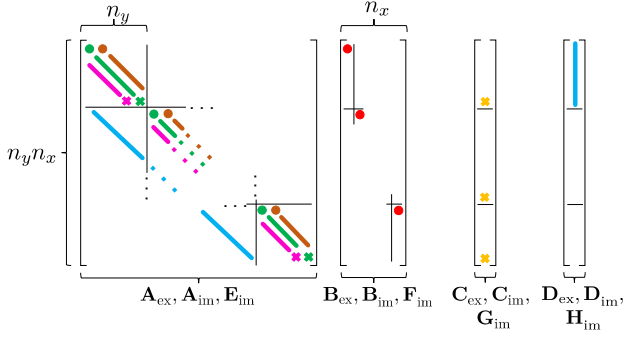 n_y
n_x
n_y n_x
A_ex, A_im, E_im
B_ex, B_im, F_im
C_ex, C_im,
G_im
D_ex, D_im,
H_im